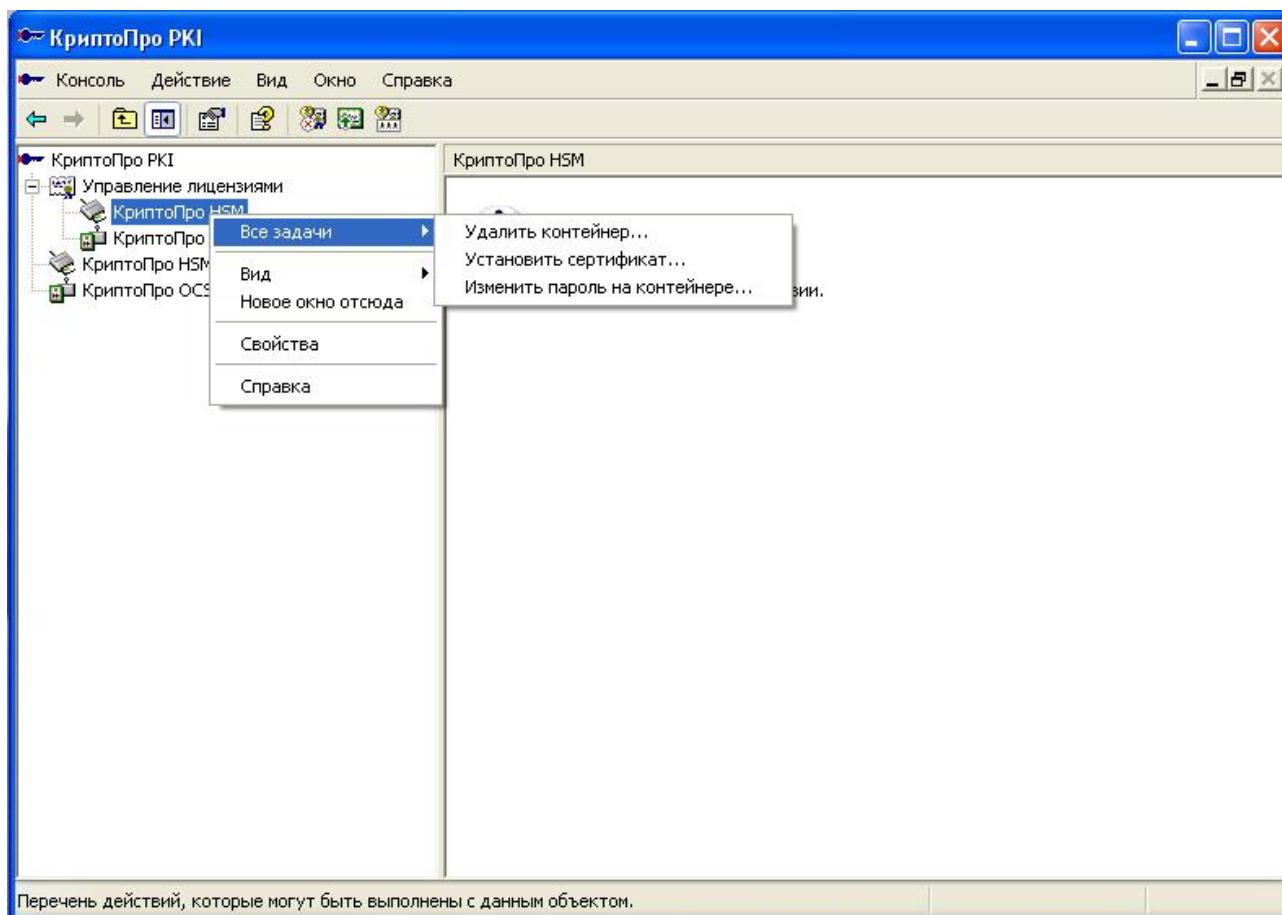 КриптоПро PKI
Консоль Действие Вид Окно Справка
КриптоПро PKI
КриптоПро HSM
Управление лицензиями
КриптоПро HSM
Все задачи
Удалить контейнер...
КриптоПро
Установить сертификат...
КриптоПро HSM
Вид
Изменить пароль на контейнере...
КриптоПро OCS
Новое окно отсюда
Свойства
Справка
Перечень действий, которые могут быть выполнены с данным объектом.